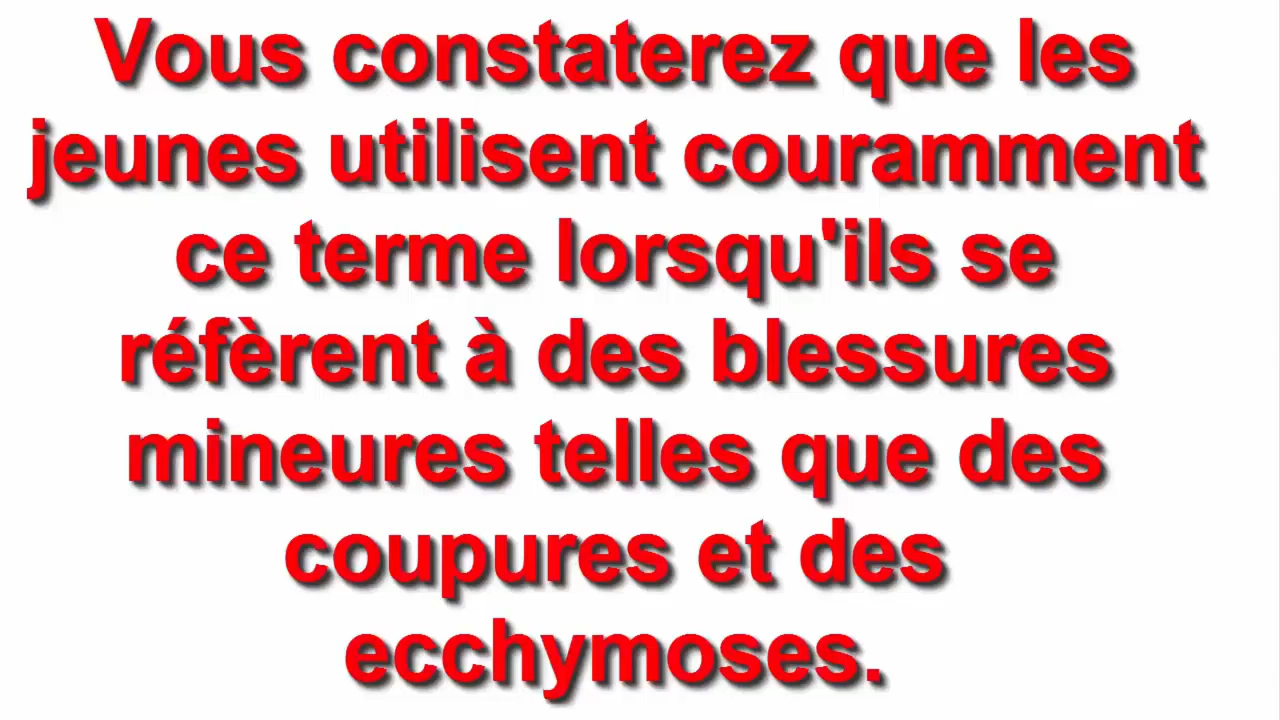 Vous constaterez que les
jeunes utilisent couramment
ce terme lorsqu'ils se
réfèrent à des blessures
mineures telles que des
coupures et des
ecchymoses.